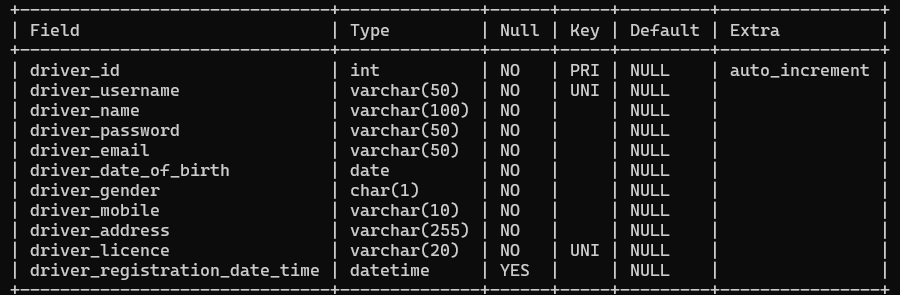 +-------------------------------+--------------+------+-----+---------+----------------+
| Field                         | Type         | Null | Key | Default | Extra          |
+-------------------------------+--------------+------+-----+---------+----------------+
| driver_id                     | int          | NO   | PRI | NULL    | auto_increment |
| driver_username               | varchar(50)  | NO   | UNI | NULL    |                |
| driver_name                   | varchar(100) | NO   |     | NULL    |                |
| driver_password               | varchar(50)  | NO   |     | NULL    |                |
| driver_email                  | varchar(50)  | NO   |     | NULL    |                |
| driver_date_of_birth          | date         | NO   |     | NULL    |                |
| driver_gender                 | char(1)      | NO   |     | NULL    |                |
| driver_mobile                 | varchar(10)  | NO   |     | NULL    |                |
| driver_address                | varchar(255) | NO   |     | NULL    |                |
| driver_licence                | varchar(20)  | NO   | UNI | NULL    |                |
| driver_registration_date_time | datetime     | YES  |     | NULL    |                |
+-------------------------------+--------------+------+-----+---------+----------------+